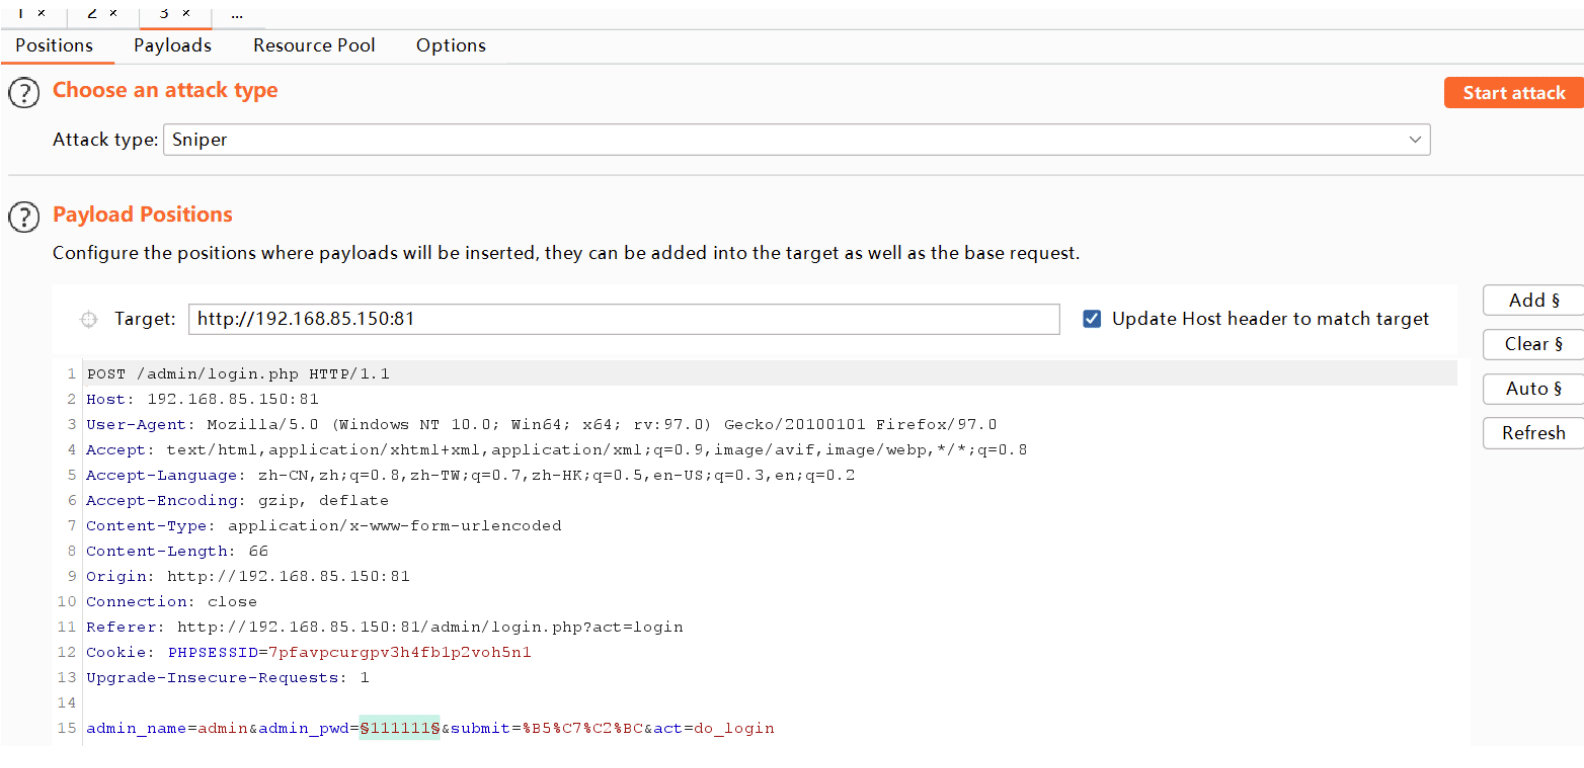 1 × 2 × 3 × ...
Positions Payloads Resource Pool Options
Choose an attack type
Start attack
Attack type: Sniper
Payload Positions
Configure the positions where payloads will be inserted, they can be added into the target as well as the base request.
Add §
Target: http://192.168.85.150:81 Update Host header to match target
Clear §
1 POST /admin/login.php HTTP/1.1
Auto §
2 Host: 192.168.85.150:81
3 User-Agent: Mozilla/5.0 (Windows NT 10.0; Win64; x64; rv:97.0) Gecko/20100101 Firefox/97.0
Refresh
4 Accept: text/html,application/xhtml+xml,application/xml;q=0.9,image/avif,image/webp,*/*;q=0.8
5 Accept-Language: zh-CN,zh;q=0.8,zh-TW;q=0.7,zh-HK;q=0.5,en-US;q=0.3,en;q=0.2
6 Accept-Encoding: gzip, deflate
7 Content-Type: application/x-www-form-urlencoded
8 Content-Length: 66
9 Origin: http://192.168.85.150:81
10 Connection: close
11 Referer: http://192.168.85.150:81/admin/login.php?act=login
12 Cookie: PHPSESSID=7pfavpcurgpv3h4fb1p2voh5n1
13 Upgrade-Insecure-Requests: 1
14
15 admin_name=admin&admin_pwd=§111111§&submit=%B5%C7%C2%BC&act=do_login